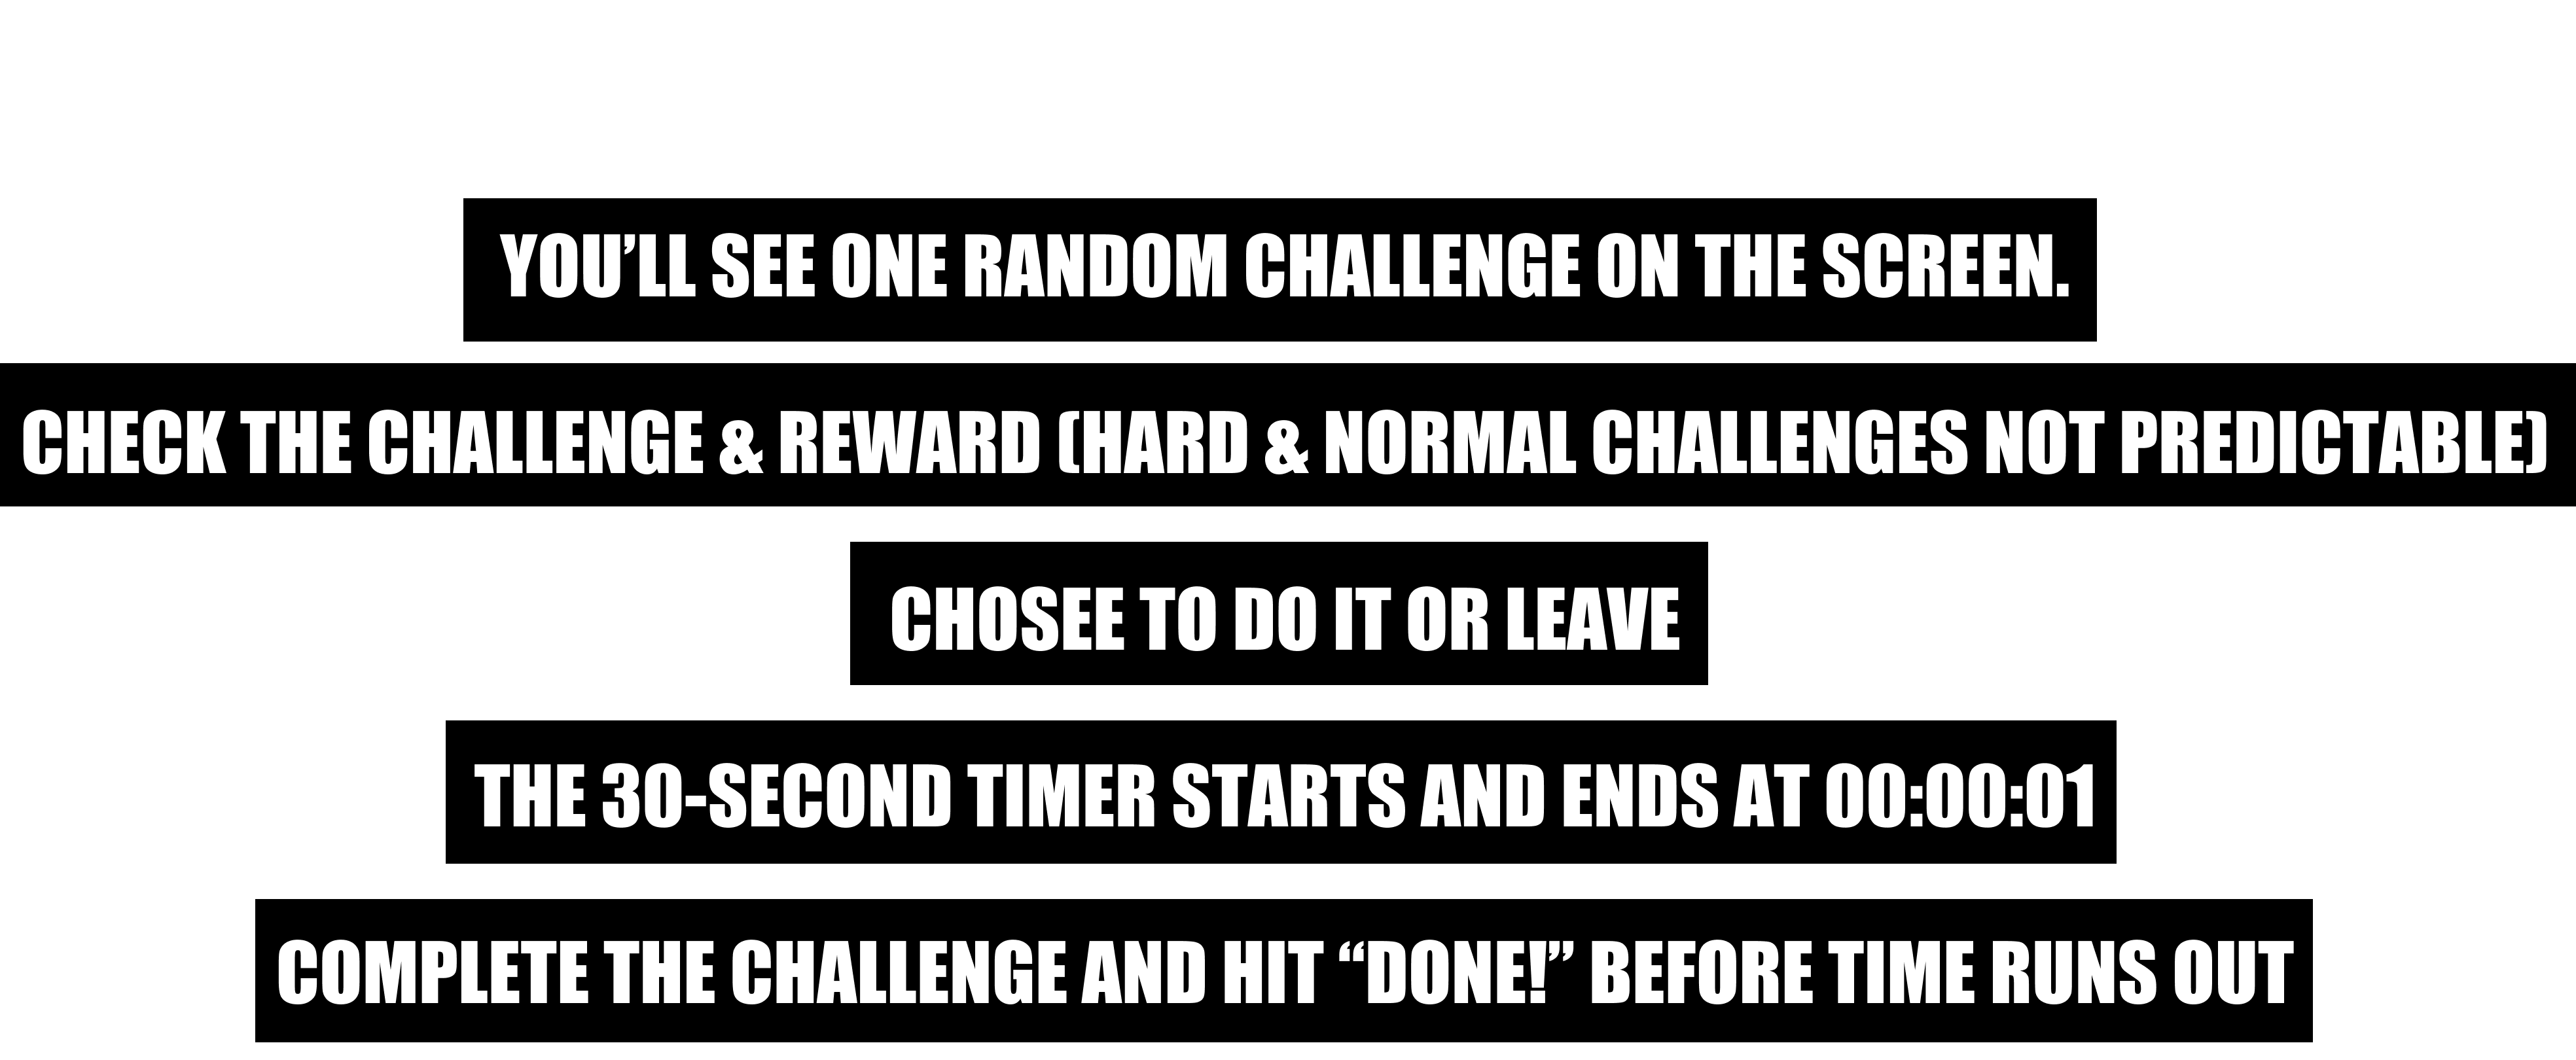 YOU’LL SEE ONE RANDOM CHALLENGE ON THE SCREEN.
CHECK THE CHALLENGE & REWARD (HARD & NORMAL CHALLENGES NOT PREDICTABLE)
CHOSEE TO DO IT OR LEAVE
THE 30-SECOND TIMER STARTS AND ENDS AT 00:00:01
COMPLETE THE CHALLENGE AND HIT “DONE!” BEFORE TIME RUNS OUT